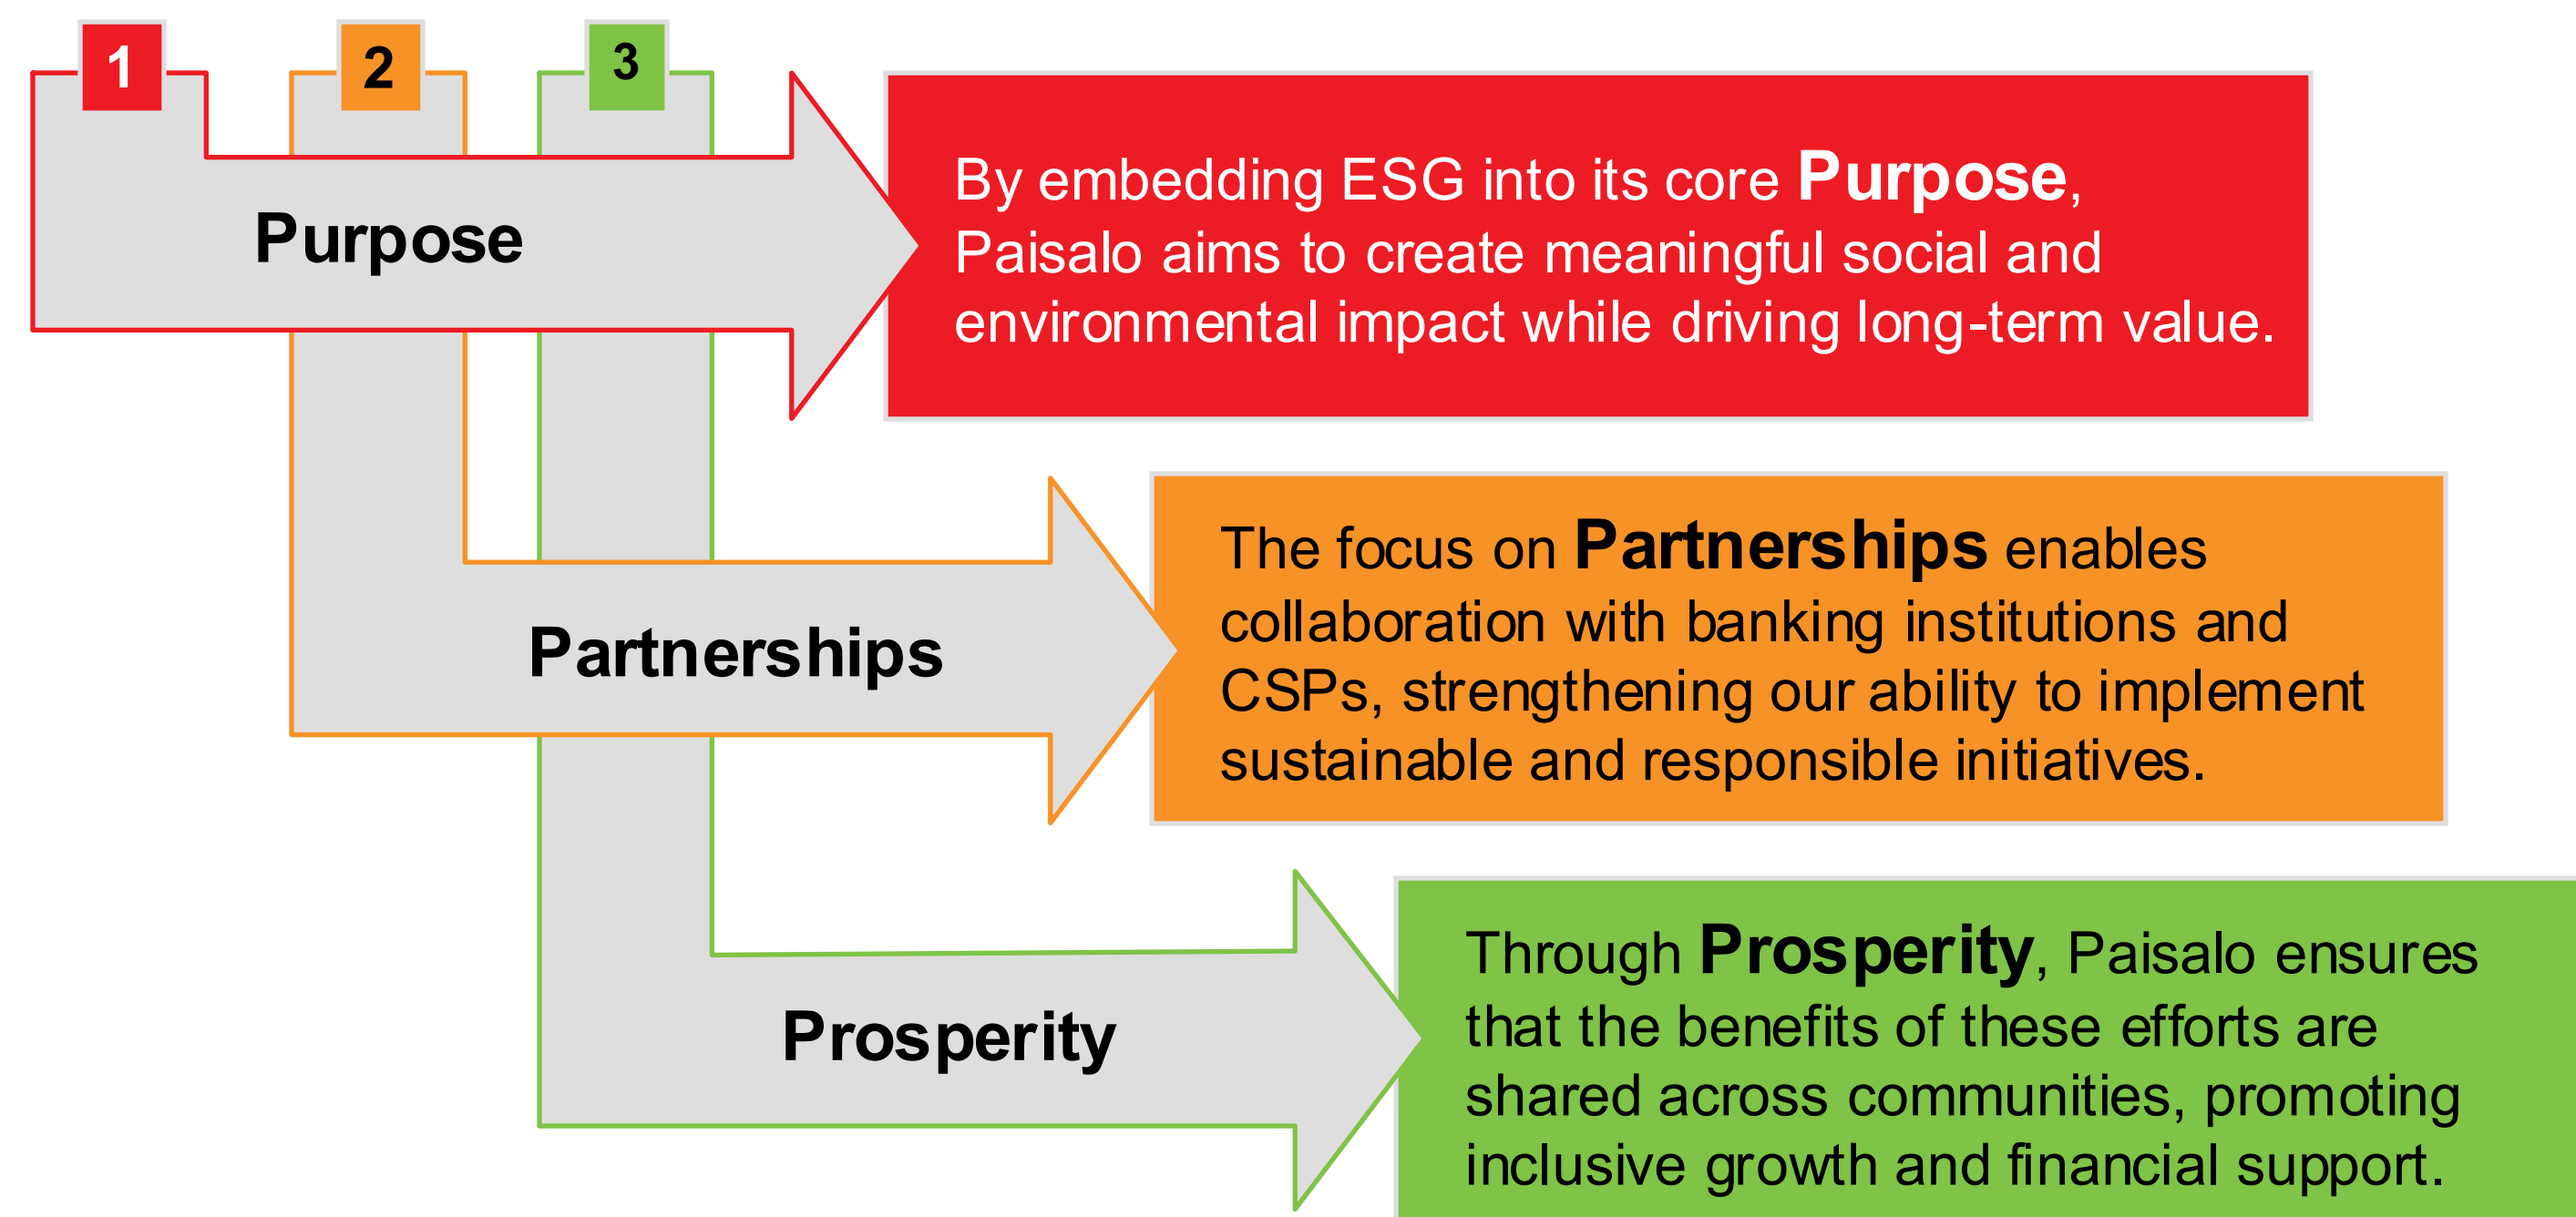 1
2
3
Purpose
By embedding ESG into its core Purpose,
Paisalo aims to create meaningful social and
environmental impact while driving long-term value.
Partnerships
The focus on Partnerships enables
collaboration with banking institutions and
CSPs, strengthening our ability to implement
sustainable and responsible initiatives.
Prosperity
Through Prosperity, Paisalo ensures
that the benefits of these efforts are
shared across communities, promoting
inclusive growth and financial support.